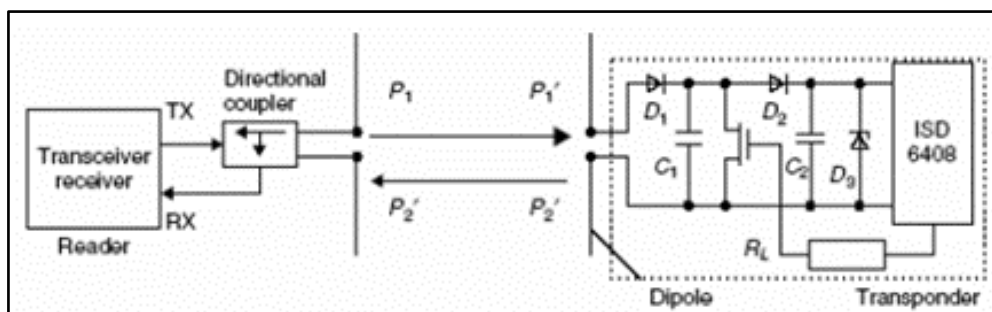 Directional
coupler
TX
Transceiver
receiver
RX
Reader
P1
P1′
P2′
P2′
D1
C1
D2
C2
D3
ISD
6408
RL
Dipole
Transponder